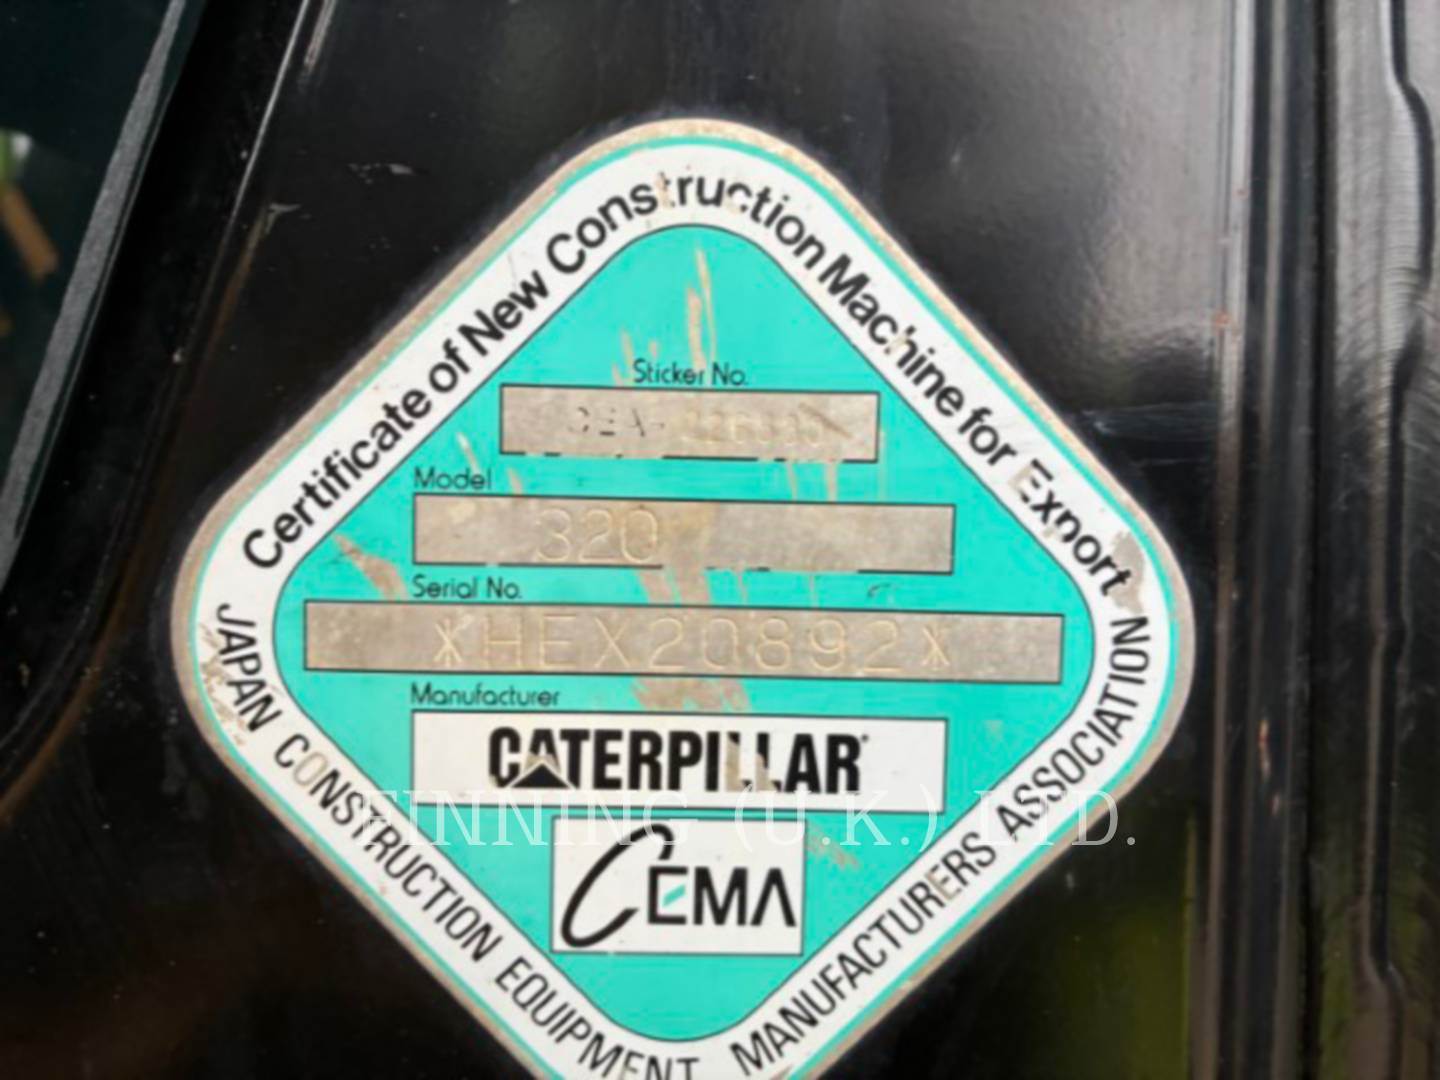 Certificate of New Construction Machine for Export
Sticker No.
Model
320
Serial No.
*HEX20892*
Manufacturer
CATERPILLAR
FINNING (U.K.) LTD.
CEMA
JAPAN CONSTRUCTION EQUIPMENT MANUFACTURERS ASSOCIATION